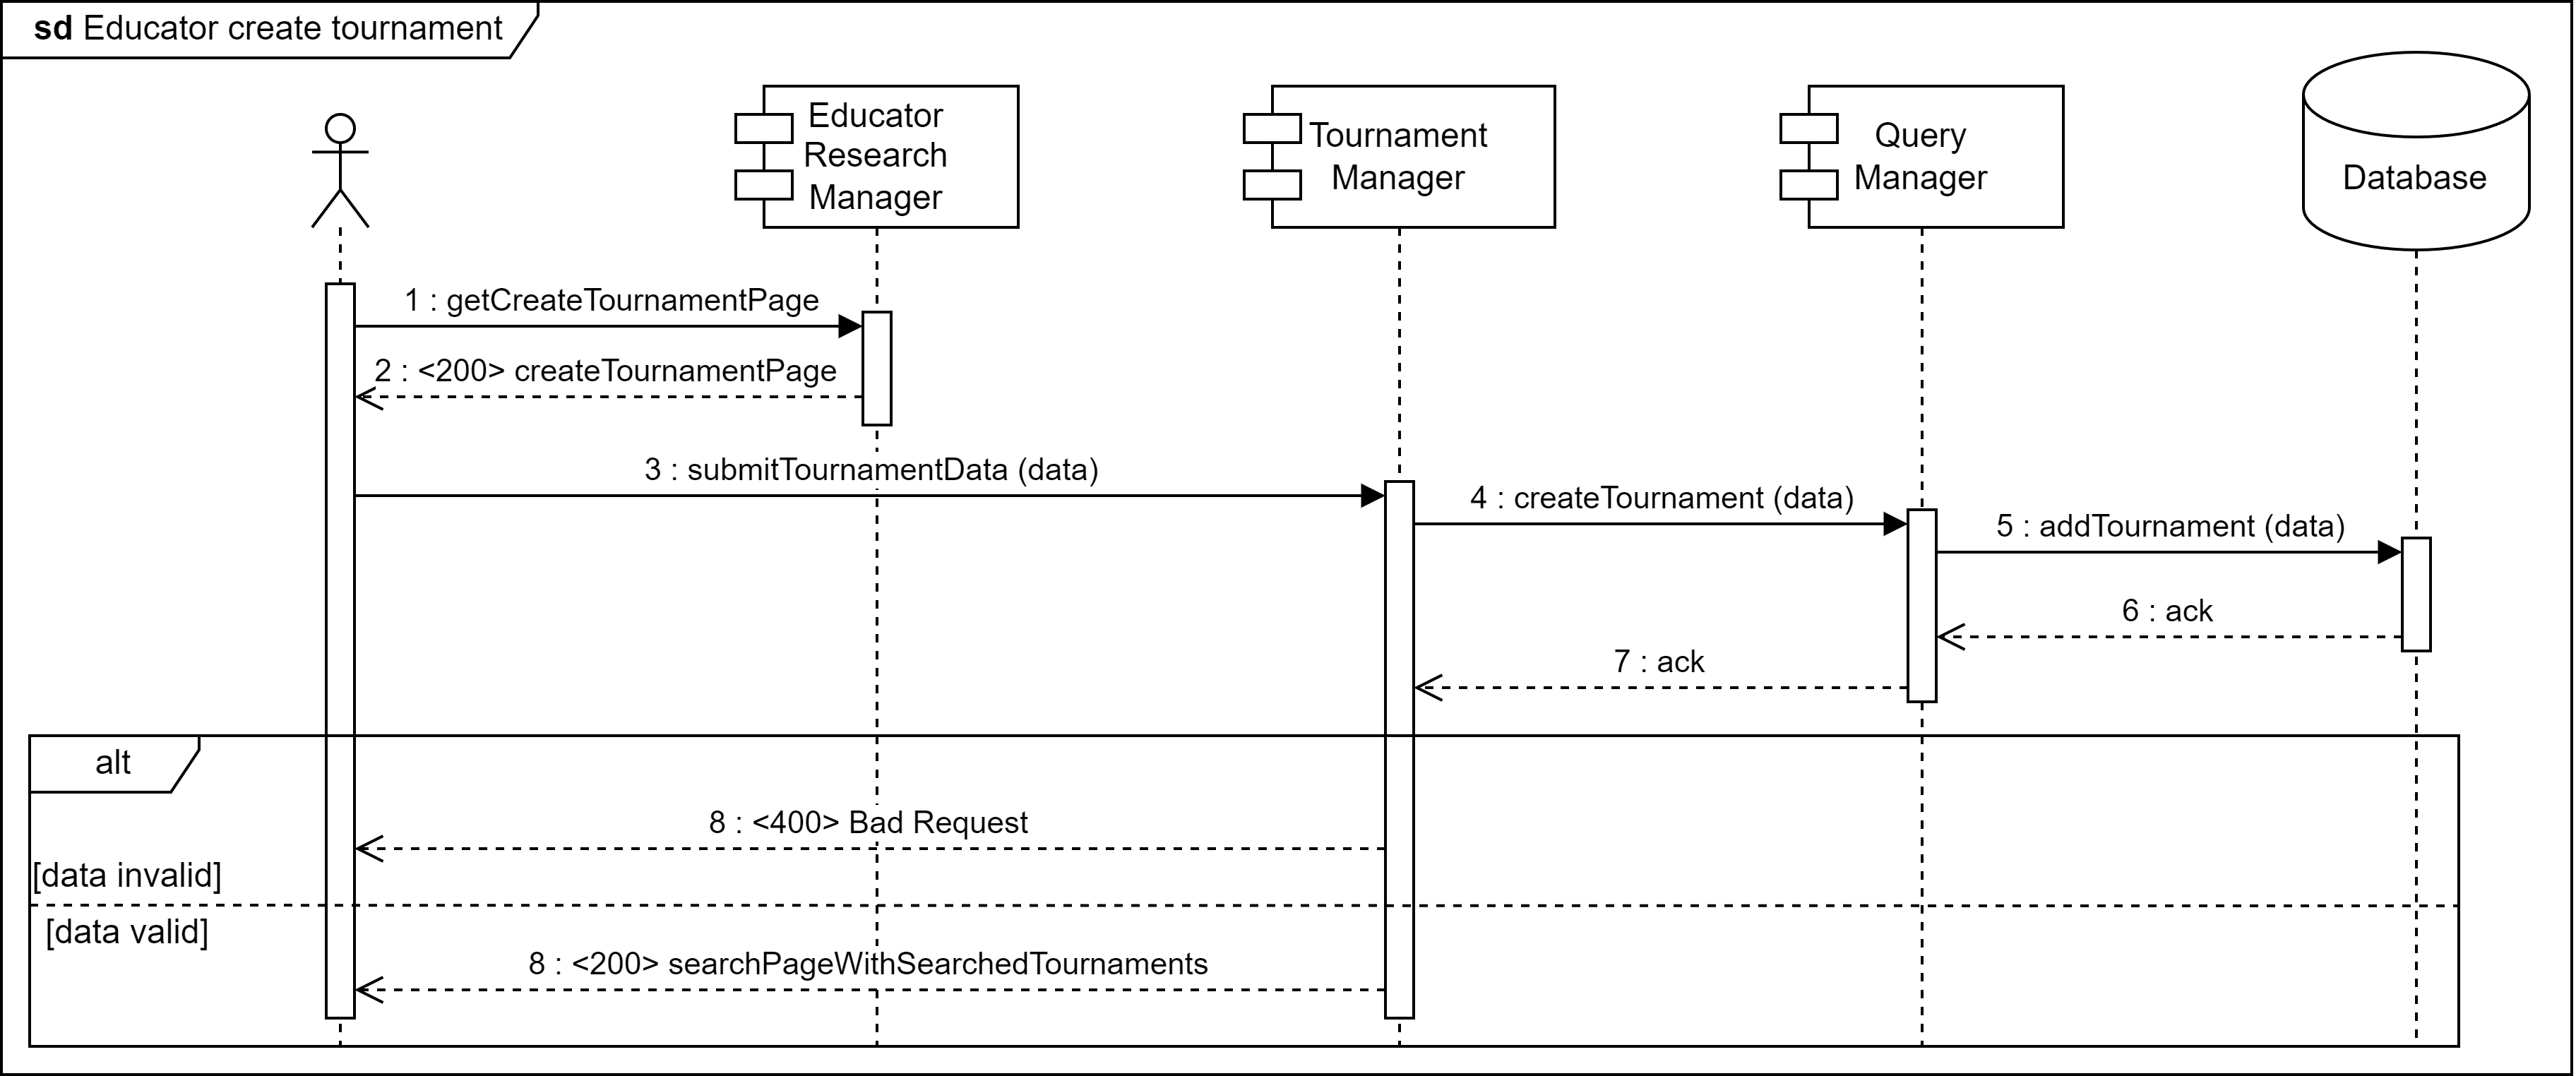 sd Educator create tournament
Educator
Research
Manager
Tournament
Manager
Query
Manager
Database
1 : getCreateTournamentPage
2 : <200> createTournamentPage
3 : submitTournamentData (data)
4 : createTournament (data)
5 : addTournament (data)
6 : ack
7 : ack
alt
8 : <400> Bad Request
[data invalid]
[data valid]
8 : <200> searchPageWithSearchedTournaments